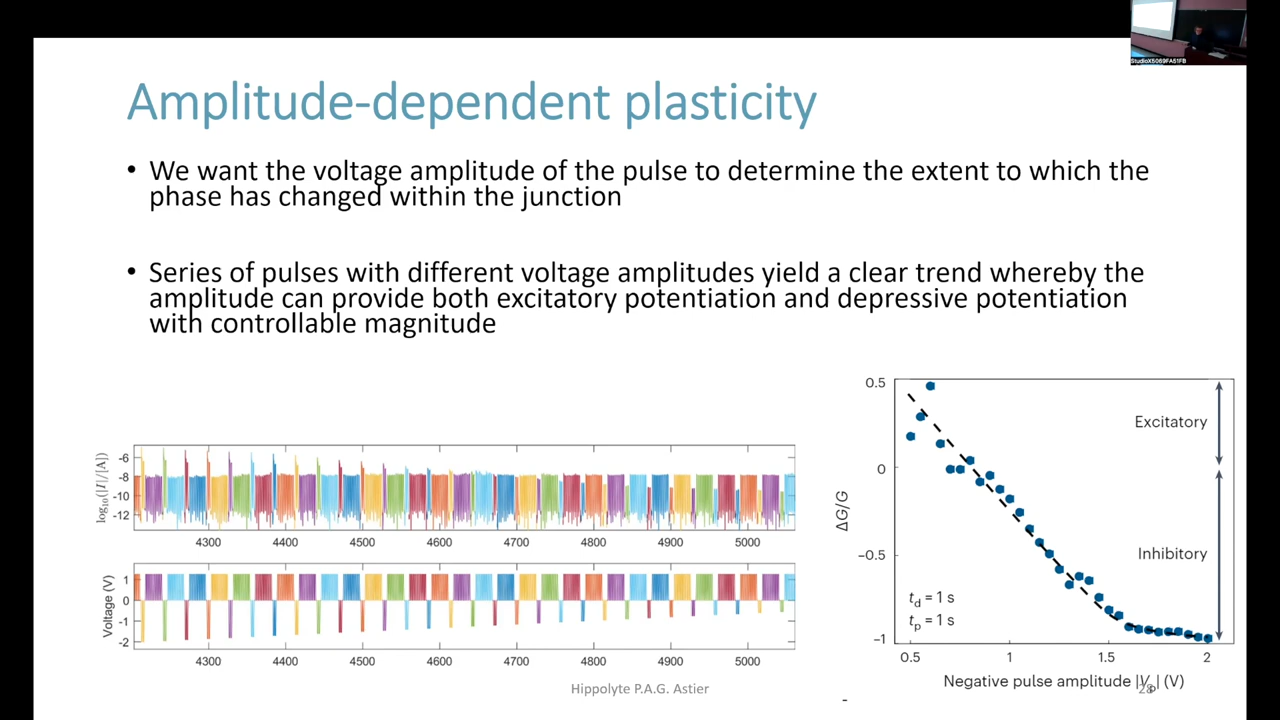 StudioX5069FA51FB
Amplitude-dependent plasticity
• We want the voltage amplitude of the pulse to determine the extent to which the
phase has changed within the junction
• Series of pulses with different voltage amplitudes yield a clear trend whereby the
amplitude can provide both excitatory potentiation and depressive potentiation
with controllable magnitude
log10(|I|/[A])
-6
-8
-10
-12
4300 4400 4500 4600 4700 4800 4900 5000
Voltage (V)
1
0
-1
-2
4300 4400 4500 4600 4700 4800 4900 5000
ΔG/G
0.5
0
–0.5
–1
Excitatory
Inhibitory
td = 1 s
tp = 1 s
0.5 1 1.5 2
Negative pulse amplitude |Vp| (V)
Hippolyte P.A.G. Astier